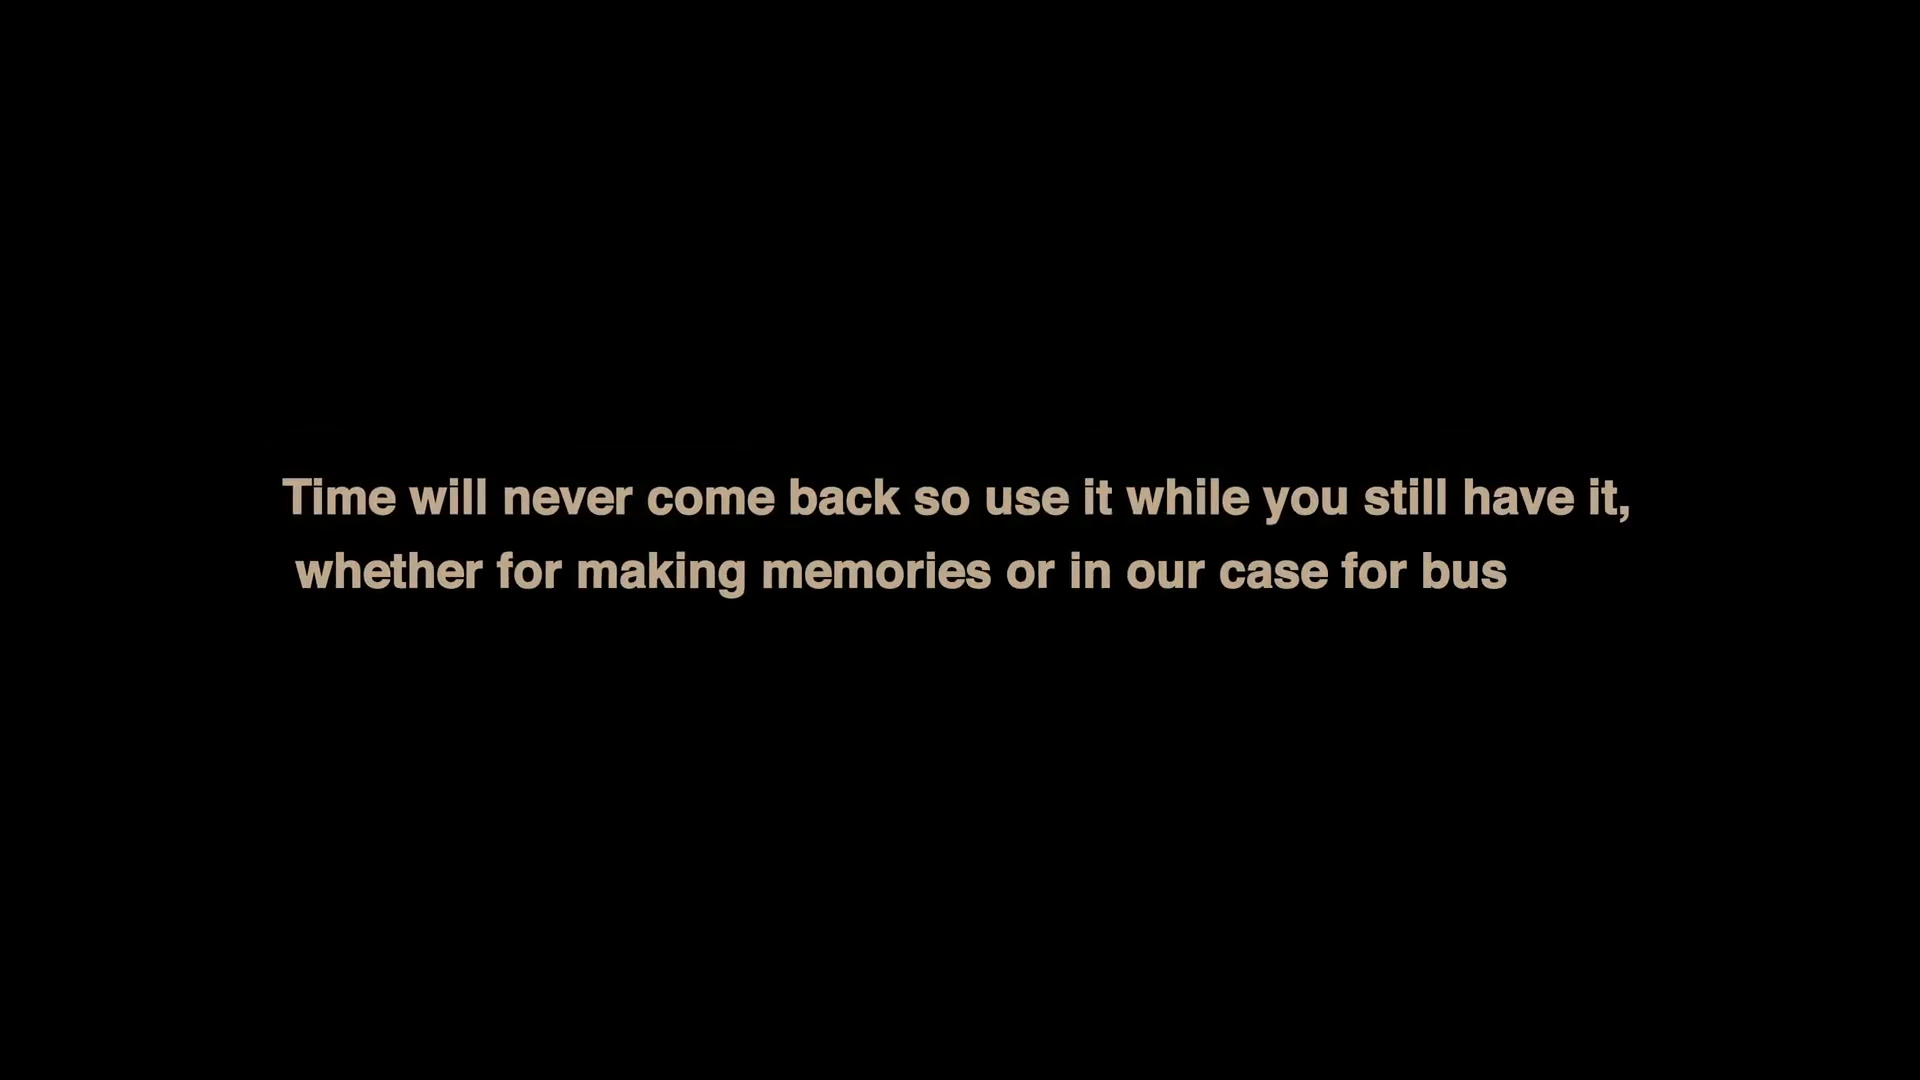 Time will never come back so use it while you still have it,
whether for making memories or in our case for bus